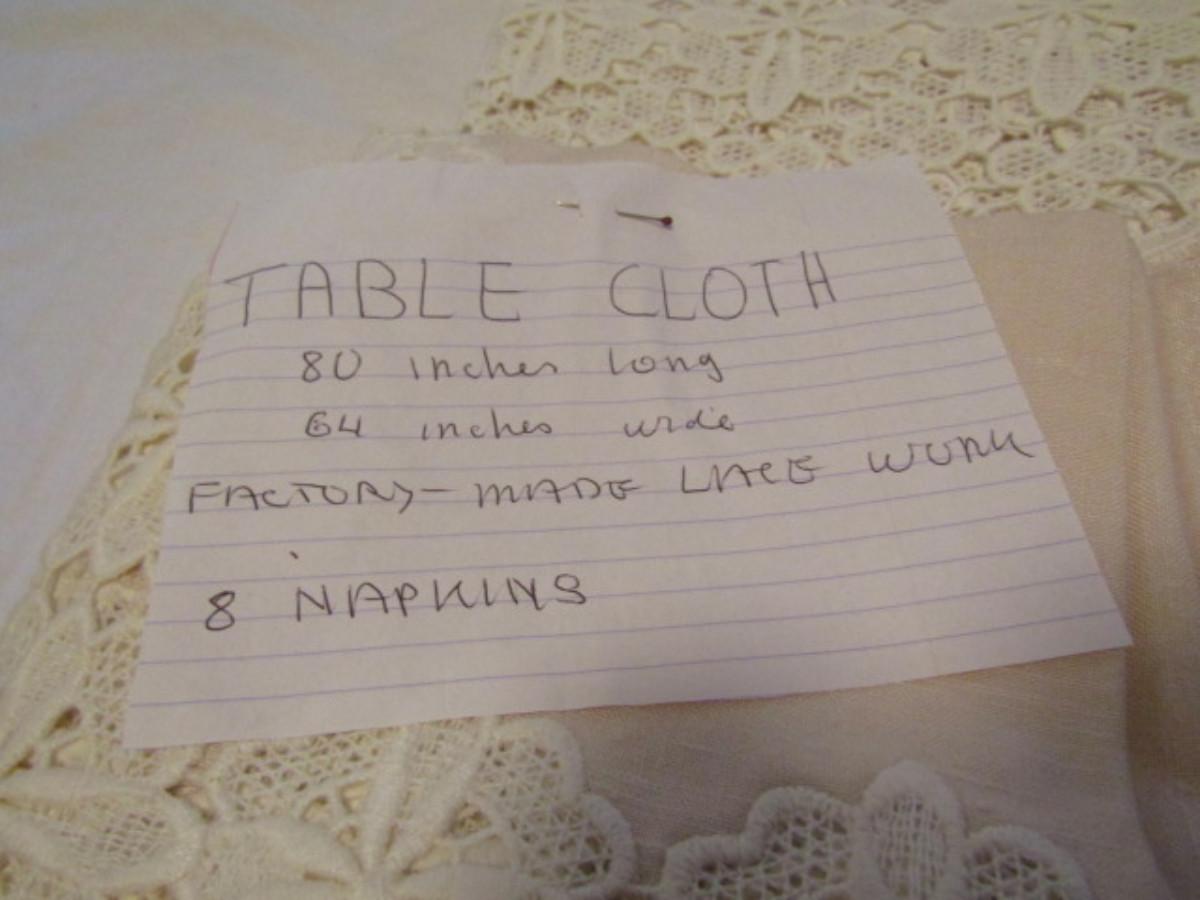 TABLE CLOTH
80 inches long
64 inches wide
FACTORY-MADE LACE WORK
8 NAPKINS